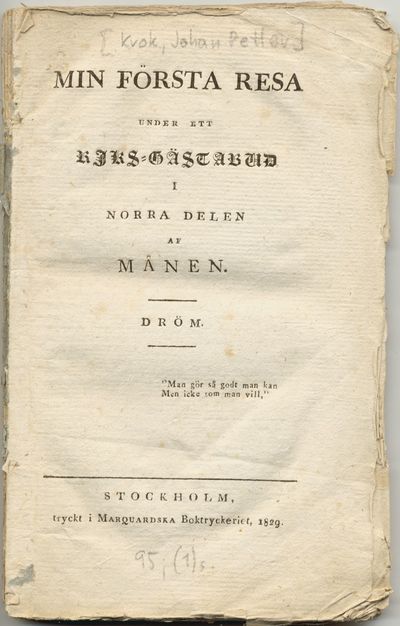 [Krok, Johan Petter]
MIN FÖRSTA RESA
UNDER ETT
RIKS-GÄSTABUD
I
NORRA DELEN
AF
MÅNEN.
DRÖM.
"Man gör så godt man kan
Men icke som man vill,"
STOCKHOLM,
tryckt i MARQUARDSKA Boktryckeriet, 1829.
95, (1) s.